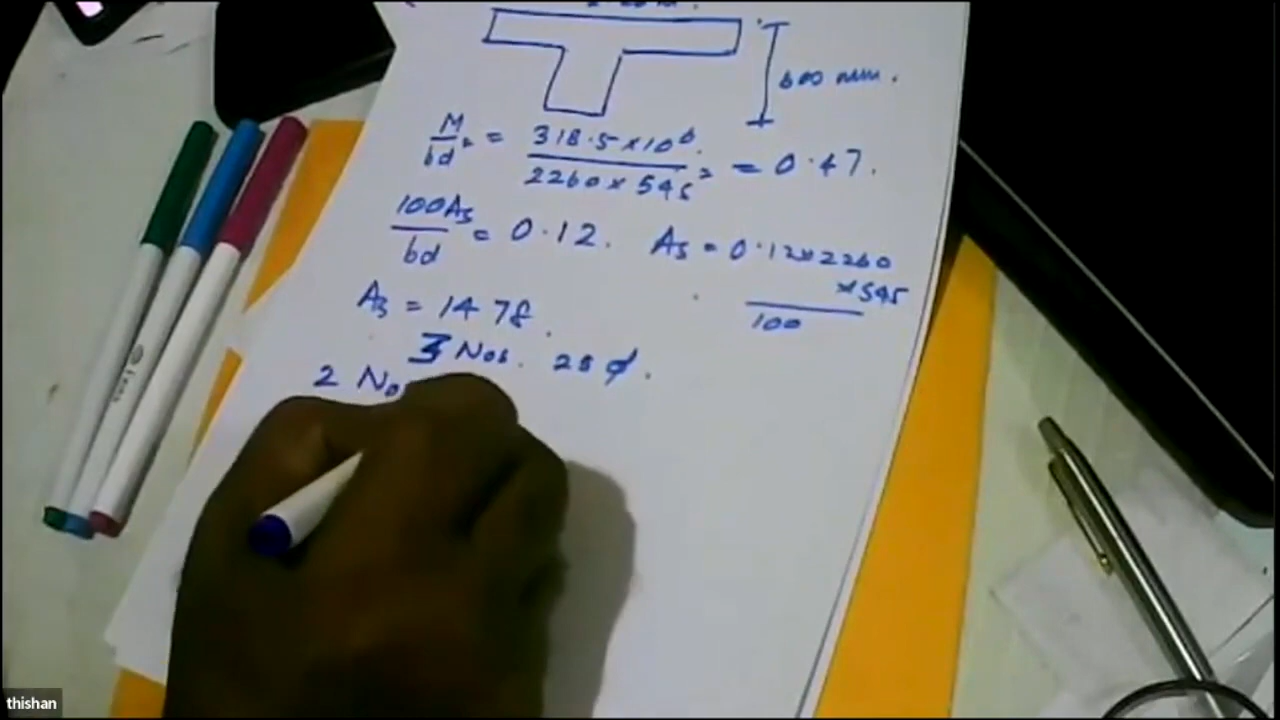 600 mm.
M/bd² = 318.5×10⁶ / 2260×545² = 0.47.
100As/bd = 0.12. As = 0.12×2260×545/100
As = 1478.
3 Nos. 25 ϕ.
2 No
thishan